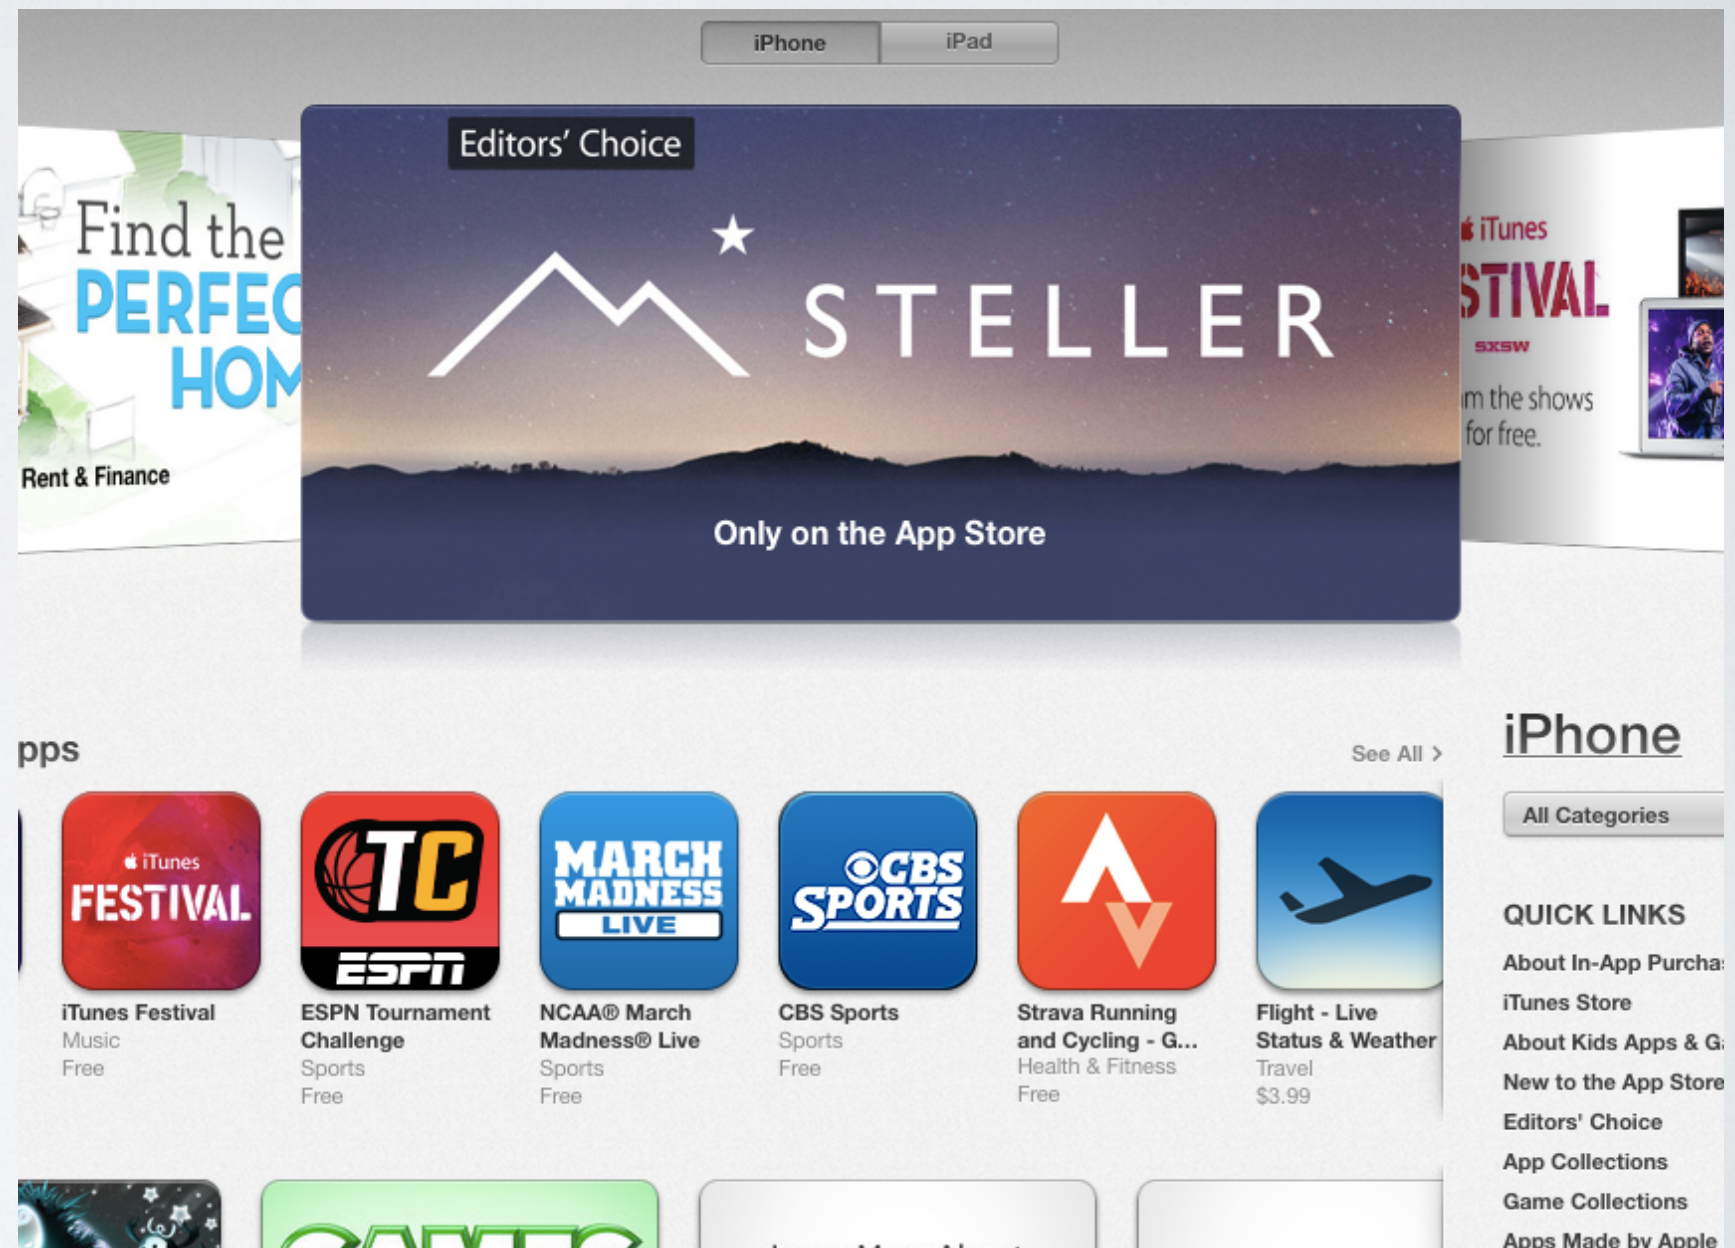 iPhone
iPad
Editors' Choice
STELLER
Only on the App Store
Find the
HOM
Rent & Finance
iTunes
STIVAL
SXSW
the shows
for free.
pps
See All >
iTunes
FESTIVAL
TC
ESPN
MARCH
MADNESS
LIVE
CBS
SPORTS
iTunes Festival
Music
Free
ESPN Tournament
Challenge
Sports
Free
NCAA® March
Madness® Live
Sports
Free
CBS Sports
Sports
Free
Strava Running
and Cycling - G...
Health & Fitness
Free
Flight - Live
Status & Weather
Travel
$3.99
iPhone
All Categories
QUICK LINKS
About In-App Purcha
iTunes Store
About Kids Apps & G
New to the App Store
Editors' Choice
App Collections
Game Collections
Apps Made by Apple
GAMES